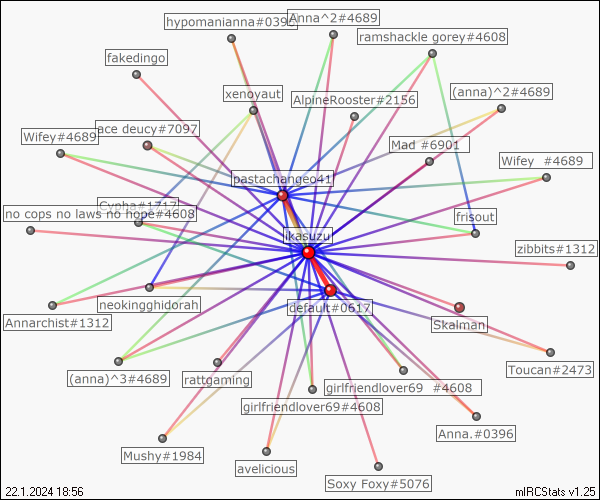 hypomanianna#0396
Anna^2#4689
ramshackle gorey#4608
fakedingo
xenoyaut
AlpineRooster#2156
(anna)^2#4689
Wifey#4689
ace deucy#7097
Mad #6901
Wifey #4689
pastachangeo41
Cypha#1717
no cops no laws no hope#4608
frisout
ikasuzu
zibbits#1312
neokingghidorah
default#0617
Annarchist#1312
Skalman
Toucan#2473
(anna)^3#4689
rattgaming
girlfriendlover69 #4608
girlfriendlover69#4608
Anna.#0396
Mushy#1984
avelicious
Soxy Foxy#5076
22.1.2024 18:56
mIRCStats v1.25